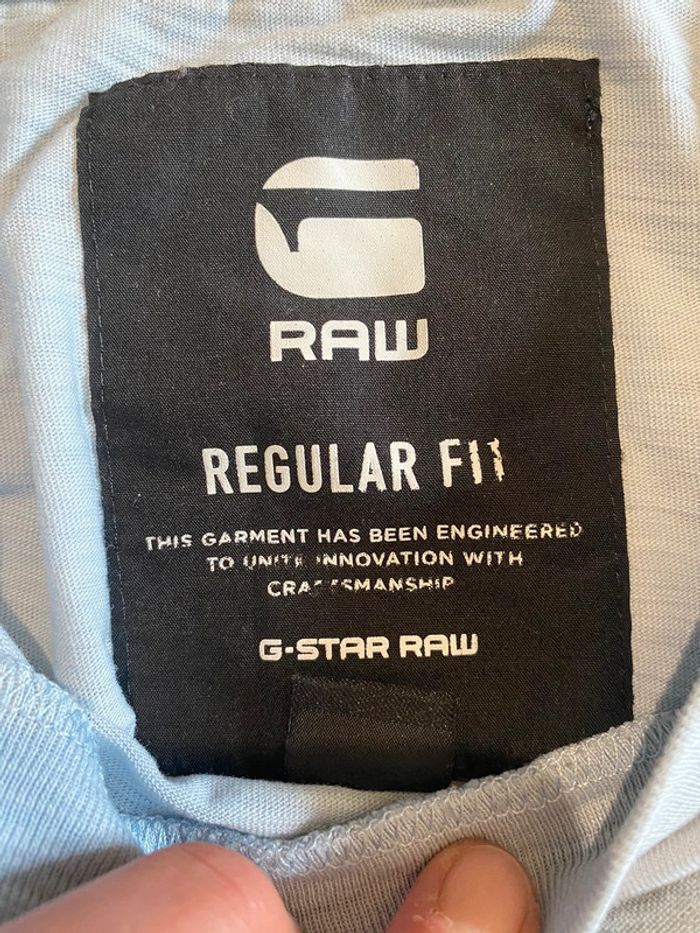 G
RAW
REGULAR FIT
THIS GARMENT HAS BEEN ENGINEERED
TO UNITE INNOVATION WITH
CRAFTSMANSHIP
G-STAR RAW